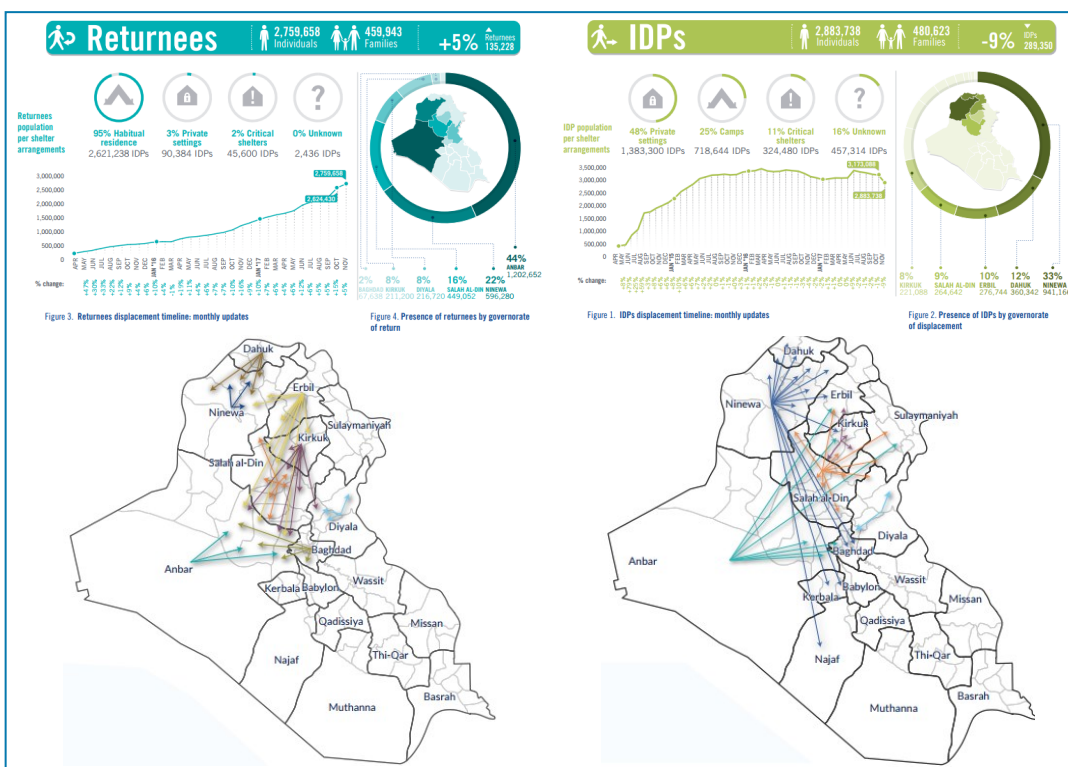 Returnees
2,759,658
Individuals
459,943
Families
+5%
Returnees
135,228
Returnees
population
per shelter
arrangements
95% Habitual
residence
2,621,238 IDPs
3% Private
settings
90,384 IDPs
2% Critical
shelters
45,600 IDPs
0% Unknown
2,436 IDPs
3,000,000
2,500,000
2,000,000
1,500,000
1,000,000
500,000
0
2,759,658
2,624,430
% change:
44%
ANBAR
1,202,652
22%
NINEWA
596,280
16%
SALAH AL-DIN
449,052
8%
DIYALA
216,720
8%
KIRKUK
211,200
2%
BAGHDAD
67,638
Figure 3. Returnees displacement timeline: monthly updates
Figure 4. Presence of returnees by governorate
of return
Dahuk
Erbil
Ninewa
Sulaymaniyah
Kirkuk
Salah al-Din
Diyala
Baghdad
Anbar
Wassit
Kerbala
Babylon
Qadissiya
Missan
Najaf
Thi-Qar
Basrah
Muthanna
IDPs
2,883,738
Individuals
480,623
Families
-9%
IDPs
289,350
IDP population
per shelter
arrangements
48% Private
settings
1,383,300 IDPs
25% Camps
718,644 IDPs
11% Critical
shelters
324,480 IDPs
16% Unknown
457,314 IDPs
3,500,000
3,000,000
2,500,000
2,000,000
1,500,000
1,000,000
500,000
0
3,173,088
2,883,738
% change:
33%
NINEWA
12%
DAHUK
360,342
10%
ERBIL
276,744
9%
SALAH AL-DIN
264,642
8%
KIRKUK
221,088
Figure 1. IDPs displacement timeline: monthly updates
Figure 2. Presence of IDPs by governorate
of displacement
Dahuk
Ninewa
Erbil
Sulaymaniyah
Kirkuk
Salah al-Din
Diyala
Baghdad
Anbar
Wassit
Kerbala
Babylon
Missan
Qadissiya
Najaf
Thi-Qar
Basrah
Muthanna